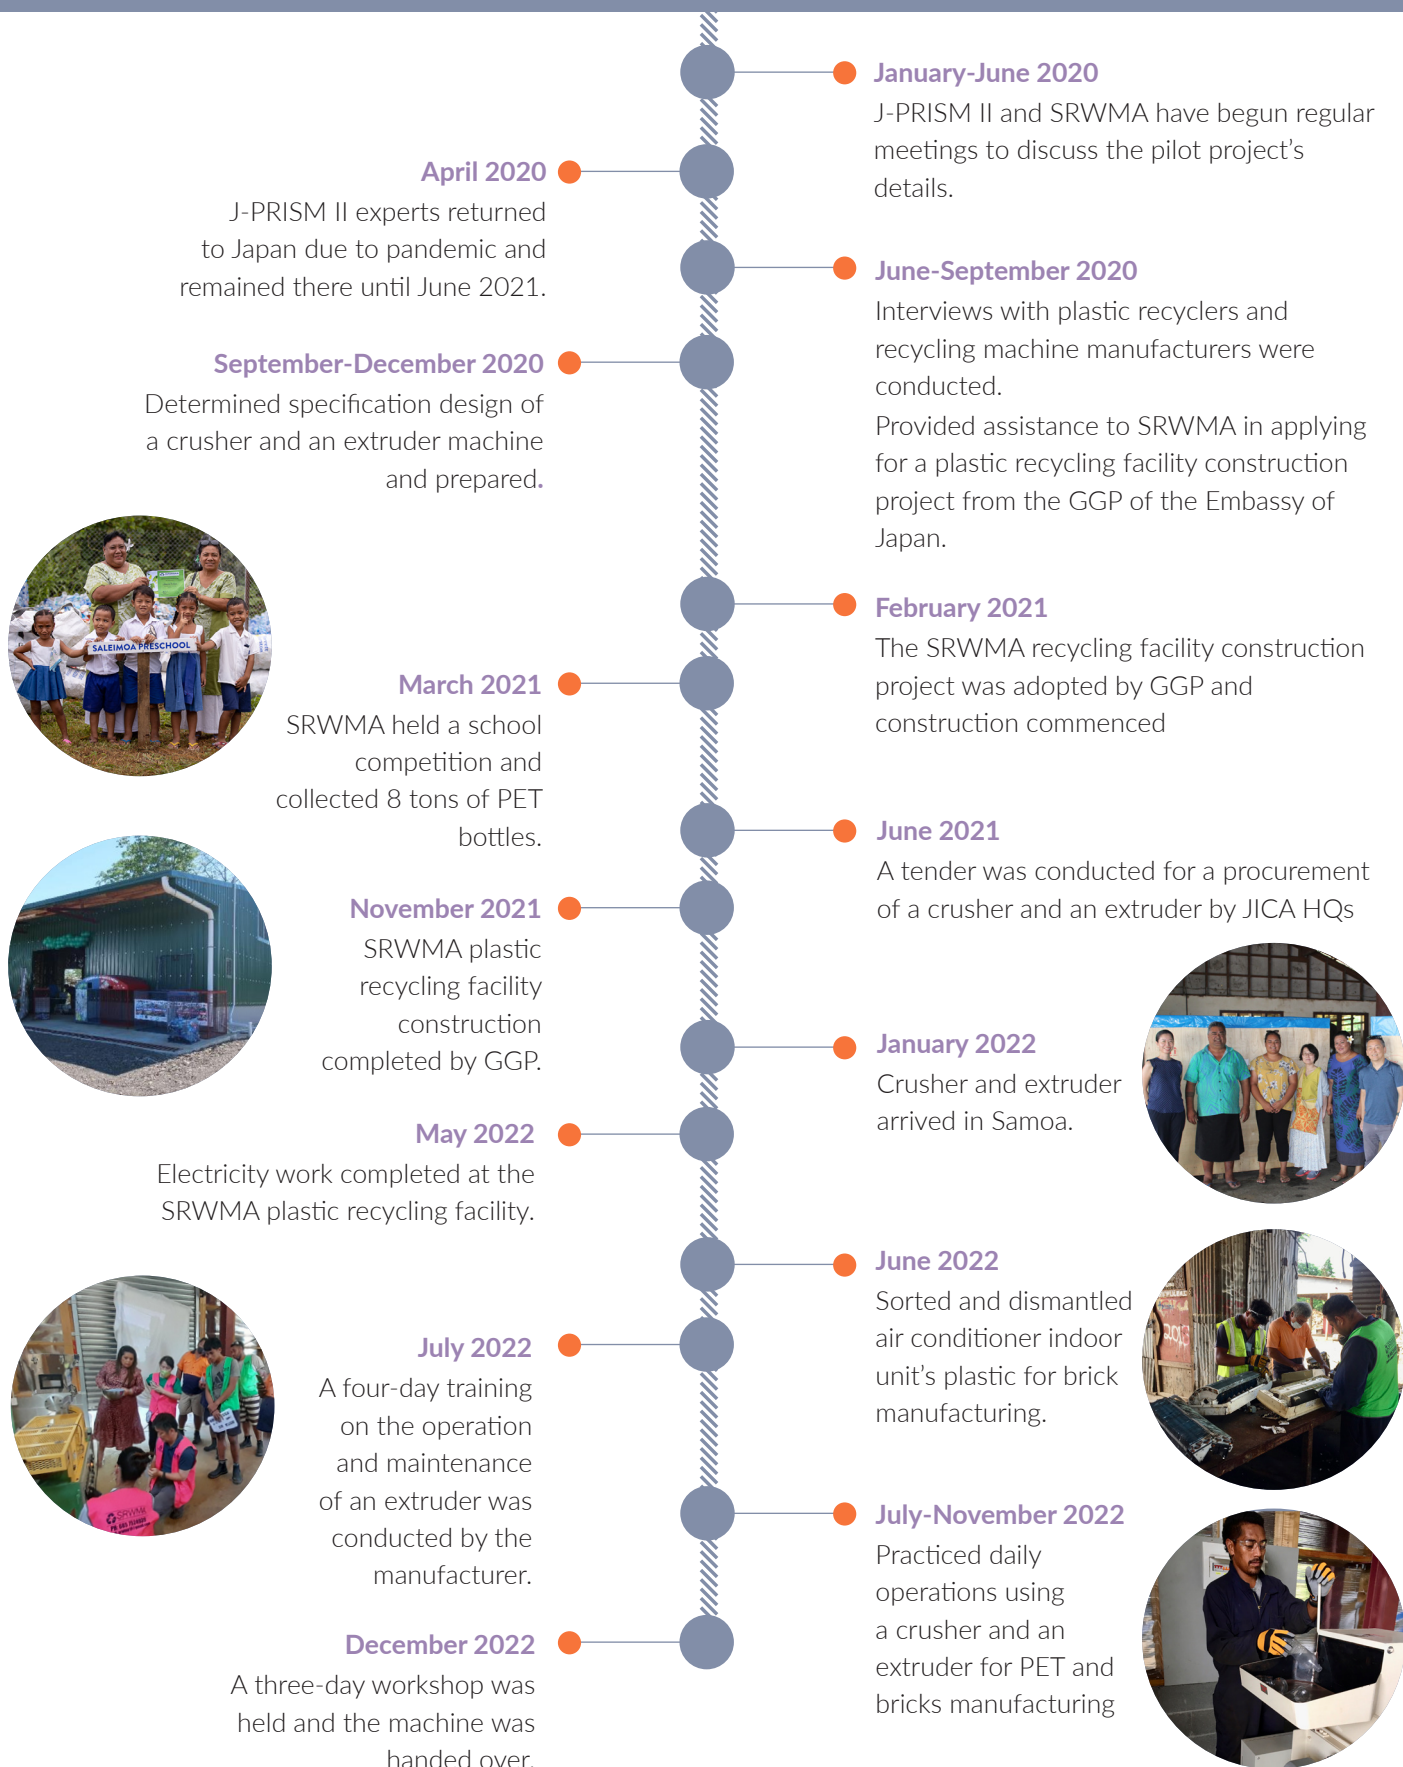 January-June 2020
J-PRISM II and SRWMA have begun regular
meetings to discuss the pilot project's
details.
April 2020
J-PRISM II experts returned
to Japan due to pandemic and
remained there until June 2021.
June-September 2020
Interviews with plastic recyclers and
recycling machine manufacturers were
conducted.
Provided assistance to SRWMA in applying
for a plastic recycling facility construction
project from the GGP of the Embassy of
Japan.
September-December 2020
Determined specification design of
a crusher and an extruder machine
and prepared.
February 2021
The SRWMA recycling facility construction
project was adopted by GGP and
construction commenced
SALEIMOA PRESCHOOL
March 2021
SRWMA held a school
competition and
collected 8 tons of PET
bottles.
June 2021
A tender was conducted for a procurement
of a crusher and an extruder by JICA HQs
November 2021
SRWMA plastic
recycling facility
construction
completed by GGP.
January 2022
Crusher and extruder
arrived in Samoa.
May 2022
Electricity work completed at the
SRWMA plastic recycling facility.
June 2022
Sorted and dismantled
air conditioner indoor
unit's plastic for brick
manufacturing.
July 2022
A four-day training
on the operation
and maintenance
of an extruder was
conducted by the
manufacturer.
SRWMA
July-November 2022
Practiced daily
operations using
a crusher and an
extruder for PET and
bricks manufacturing
December 2022
A three-day workshop was
held and the machine was
handed over.